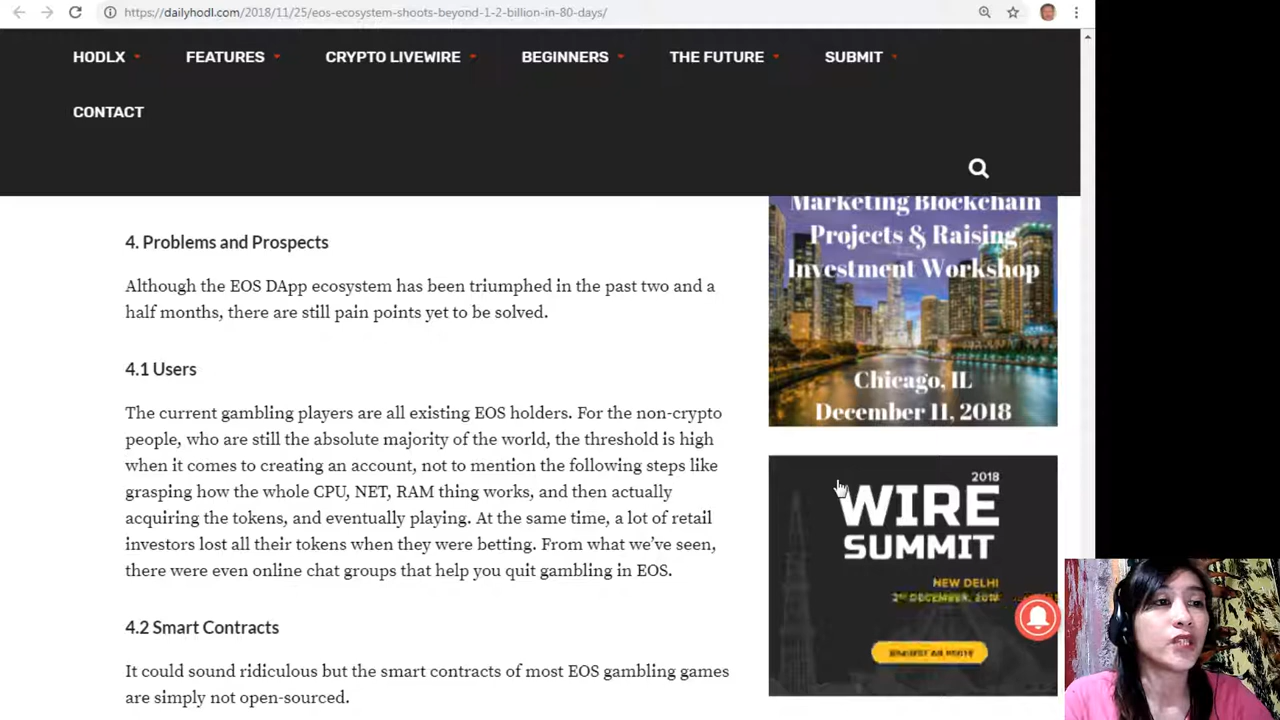 https://dailyhodl.com/2018/11/25/eos-ecosystem-shoots-beyond-1-2-billion-in-80-days/
HODLX
FEATURES
CRYPTO LIVEWIRE
BEGINNERS
THE FUTURE
SUBMIT
CONTACT
4. Problems and Prospects
Although the EOS DApp ecosystem has been triumphed in the past two and a
half months, there are still pain points yet to be solved.
4.1 Users
The current gambling players are all existing EOS holders. For the non-crypto
people, who are still the absolute majority of the world, the threshold is high
when it comes to creating an account, not to mention the following steps like
grasping how the whole CPU, NET, RAM thing works, and then actually
acquiring the tokens, and eventually playing. At the same time, a lot of retail
investors lost all their tokens when they were betting. From what we’ve seen,
there were even online chat groups that help you quit gambling in EOS.
4.2 Smart Contracts
It could sound ridiculous but the smart contracts of most EOS gambling games
are simply not open-sourced.
Marketing Blockchain
Projects & Raising
Investment Workshop
Chicago, IL
December 11, 2018
2018
WIRE
SUMMIT
NEW DELHI
DECEMBER, 2018